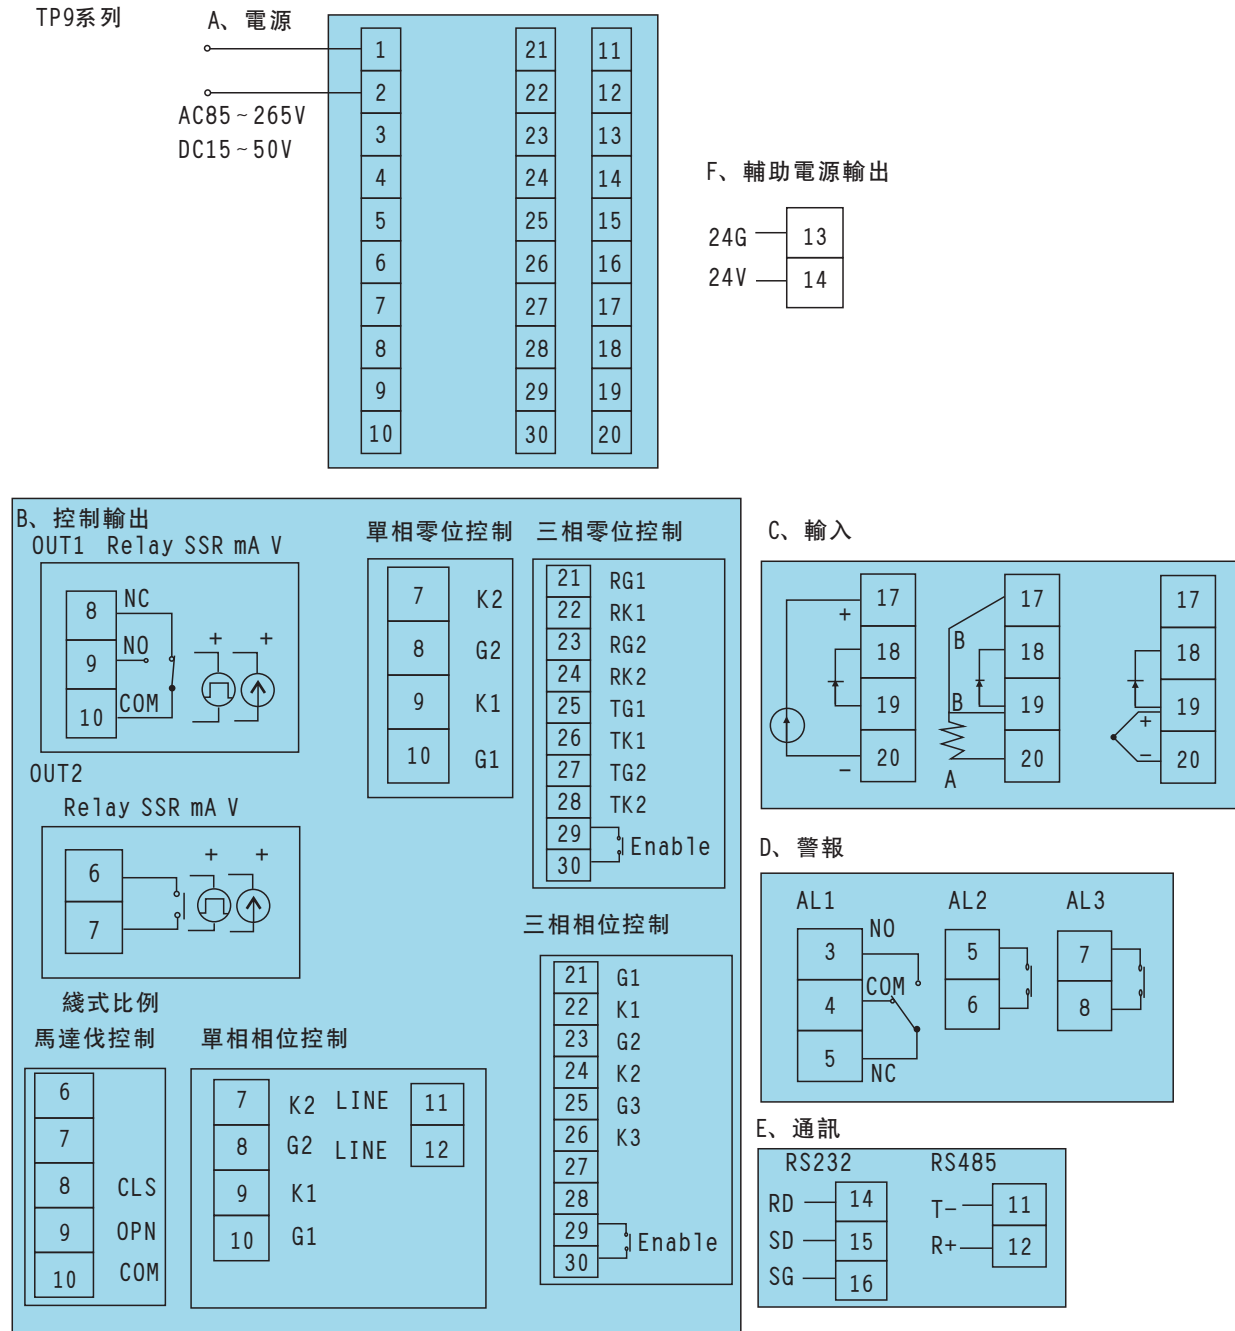 TP9系列
A、電源
AC85~265V
DC15~50V
1 21 11
2 22 12
3 23 13
4 24 14
5 25 15
6 26 16
7 27 17
8 28 18
9 29 19
10 30 20
F、輔助電源輸出
24G 13
24V 14
B、控制輸出
OUT1 Relay SSR mA V
8 NC
9 NO
10 COM
+ +
OUT2
Relay SSR mA V
6
7
+ +
單相零位控制
7 K2
8 G2
9 K1
10 G1
三相零位控制
21 RG1
22 RK1
23 RG2
24 RK2
25 TG1
26 TK1
27 TG2
28 TK2
29
30
Enable
綫式比例
馬達伐控制
6
7
8 CLS
9 OPN
10 COM
單相相位控制
7 K2 LINE 11
8 G2 LINE 12
9 K1
10 G1
三相相位控制
21 G1
22 K1
23 G2
24 K2
25 G3
26 K3
27
28
29
30
Enable
C、輸入
+ 17
18
19
− 20
17
B 18
B 19
A 20
17
18
+ 19
− 20
D、警報
AL1 AL2 AL3
3 NO
4 COM
5 NC
5
6
7
8
E、通訊
RS232 RS485
RD 14
SD 15
SG 16
T− 11
R+ 12